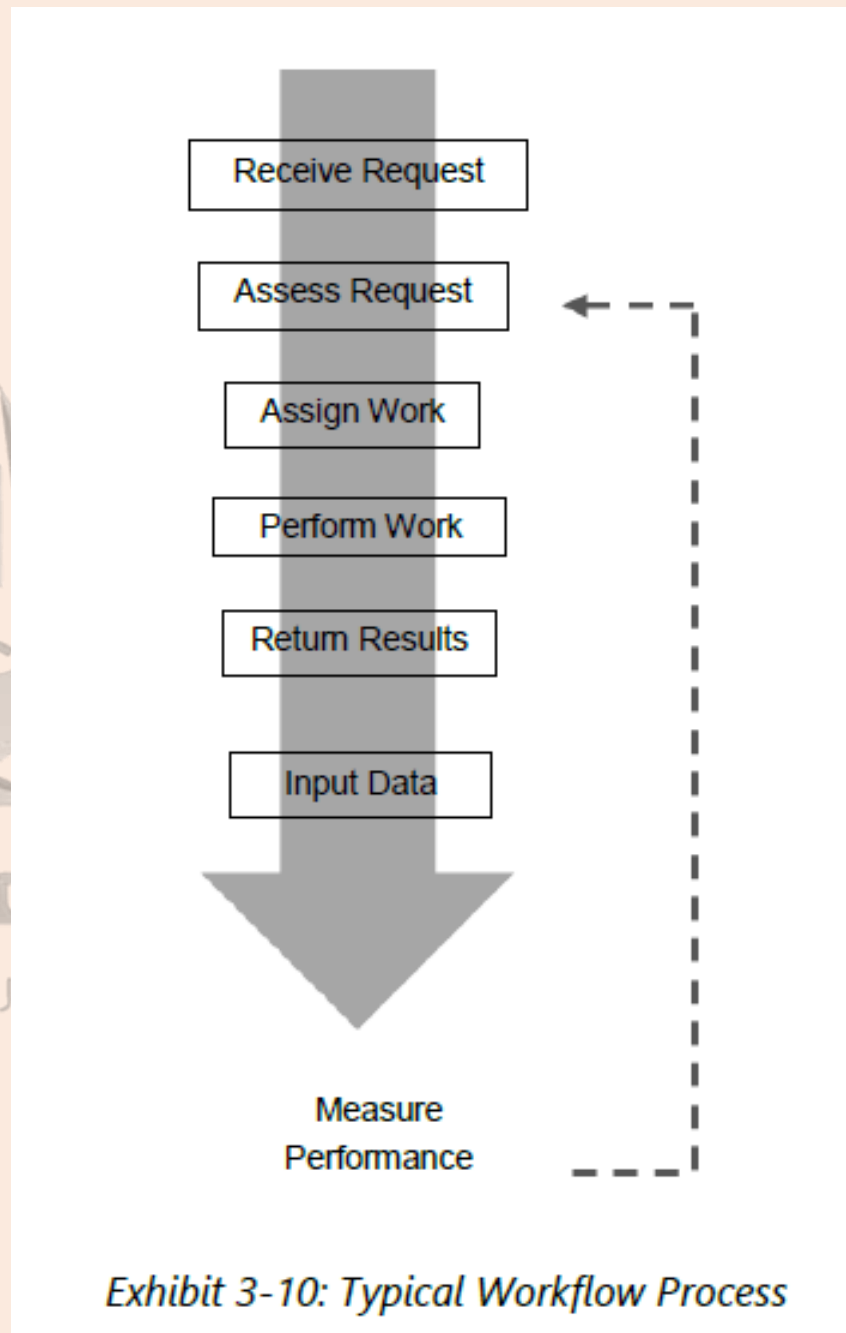 Receive Request
Assess Request
Assign Work
Perform Work
Return Results
Input Data
Measure
Performance
Exhibit 3-10: Typical Workflow Process